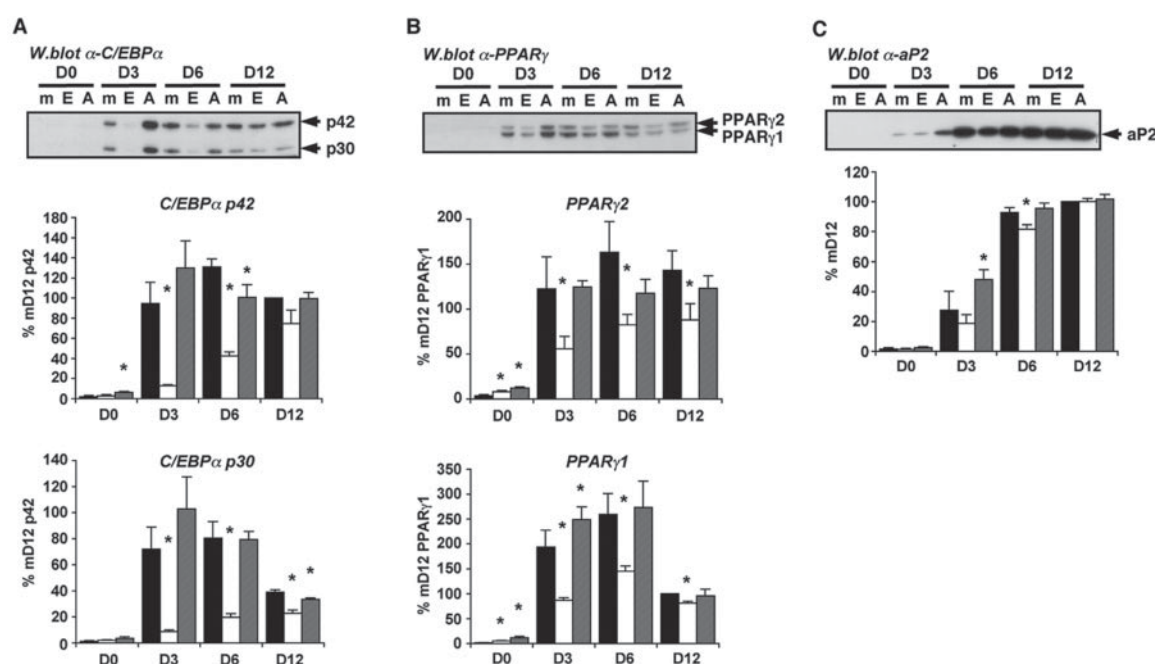 A
W.blot α-C/EBPα
D0 D3 D6 D12
m E A m E A m E A m E A
p42
p30
C/EBPα p42
% mD12 p42
180
160
140
120
100
80
60
40
20
0
*
*
*
*
D0 D3 D6 D12
C/EBPα p30
% mD12 p42
140
120
100
80
60
40
20
0
*
*
*
*
D0 D3 D6 D12
B
W.blot α-PPARγ
D0 D3 D6 D12
m E A m E A m E A m E A
PPARγ2
PPARγ1
PPARγ2
% mD12 PPARγ1
200
150
100
50
0
*
*
*
*
*
D0 D3 D6 D12
PPARγ1
% mD12 PPARγ1
350
300
250
200
150
100
50
0
*
*
*
*
*
*
D0 D3 D6 D12
C
W.blot α-aP2
D0 D3 D6 D12
m E A m E A m E A m E A
aP2
% mD12
120
100
80
60
40
20
0
*
*
D0 D3 D6 D12